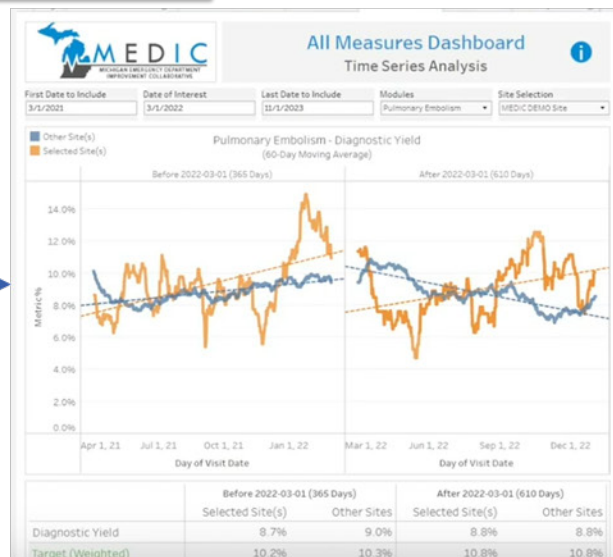 MEDIC
MICHIGAN EMERGENCY DEPARTMENT
IMPROVEMENT COLLABORATIVE
All Measures Dashboard
Time Series Analysis
i
First Date to Include Date of Interest Last Date to Include Modules Site Selection
3/1/2021 3/1/2022 11/1/2023 Pulmonary Embolism MEDIC DEMO Site
Other Site(s)
Selected Site(s)
Pulmonary Embolism - Diagnostic Yield
(60-Day Moving Average)
Before 2022-03-01 (365 Days) After 2022-03-01 (610 Days)
14.0%
12.0%
10.0%
8.0%
6.0%
4.0%
2.0%
0.0%
Metric%
Apr 1, 21 Jul 1, 21 Oct 1, 21 Jan 1, 22 Mar 1, 22 Jun 1, 22 Sep 1, 22 Dec 1, 22
Day of Visit Date Day of Visit Date
Before 2022-03-01 (365 Days) After 2022-03-01 (610 Days)
Selected Site(s) Other Sites Selected Site(s) Other Sites
Diagnostic Yield 8.7% 9.0% 8.8% 8.8%
Target (Weighted) 10.2% 10.3% 10.8% 10.8%